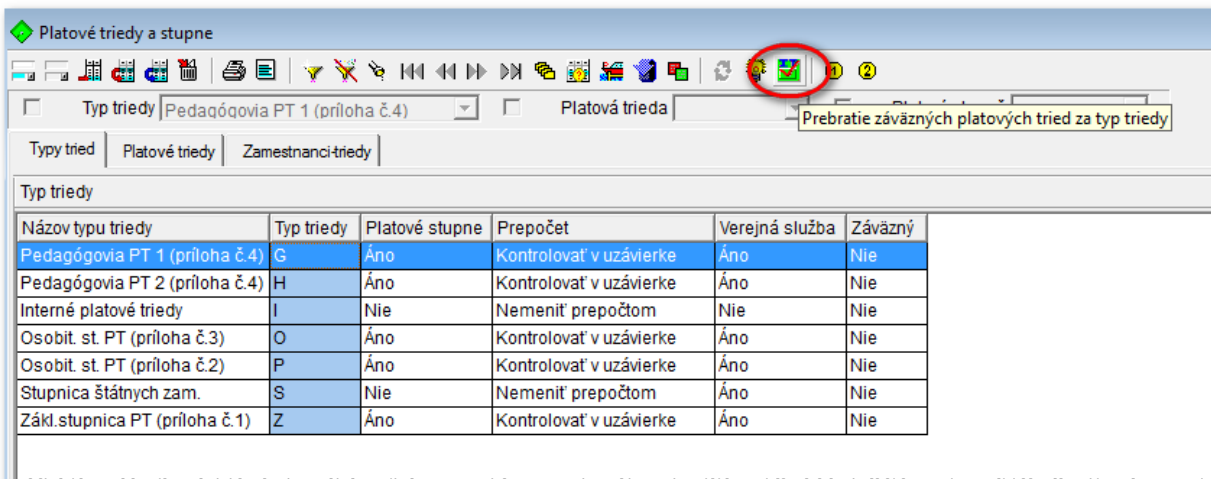 Platové triedy a stupne
Typ triedy Pedagógovia PT 1 (príloha č.4) Platová trieda
Prebratie záväzných platových tried za typ triedy
Typy tried Platové triedy Zamestnanci-triedy
Typ triedy
Názov typu triedy Typ triedy Platové stupne Prepočet Verejná služba Záväzný
Pedagógovia PT 1 (príloha č.4) G Áno Kontrolovať v uzávierke Áno Nie
Pedagógovia PT 2 (príloha č.4) H Áno Kontrolovať v uzávierke Áno Nie
Interné platové triedy I Nie Nemeniť prepočtom Nie Nie
Osobit. st. PT (príloha č.3) O Áno Kontrolovať v uzávierke Áno Nie
Osobit. st. PT (príloha č.2) P Áno Kontrolovať v uzávierke Áno Nie
Stupnica štátnych zam. S Nie Nemeniť prepočtom Áno Nie
Zákl.stupnica PT (príloha č.1) Z Áno Kontrolovať v uzávierke Áno Nie